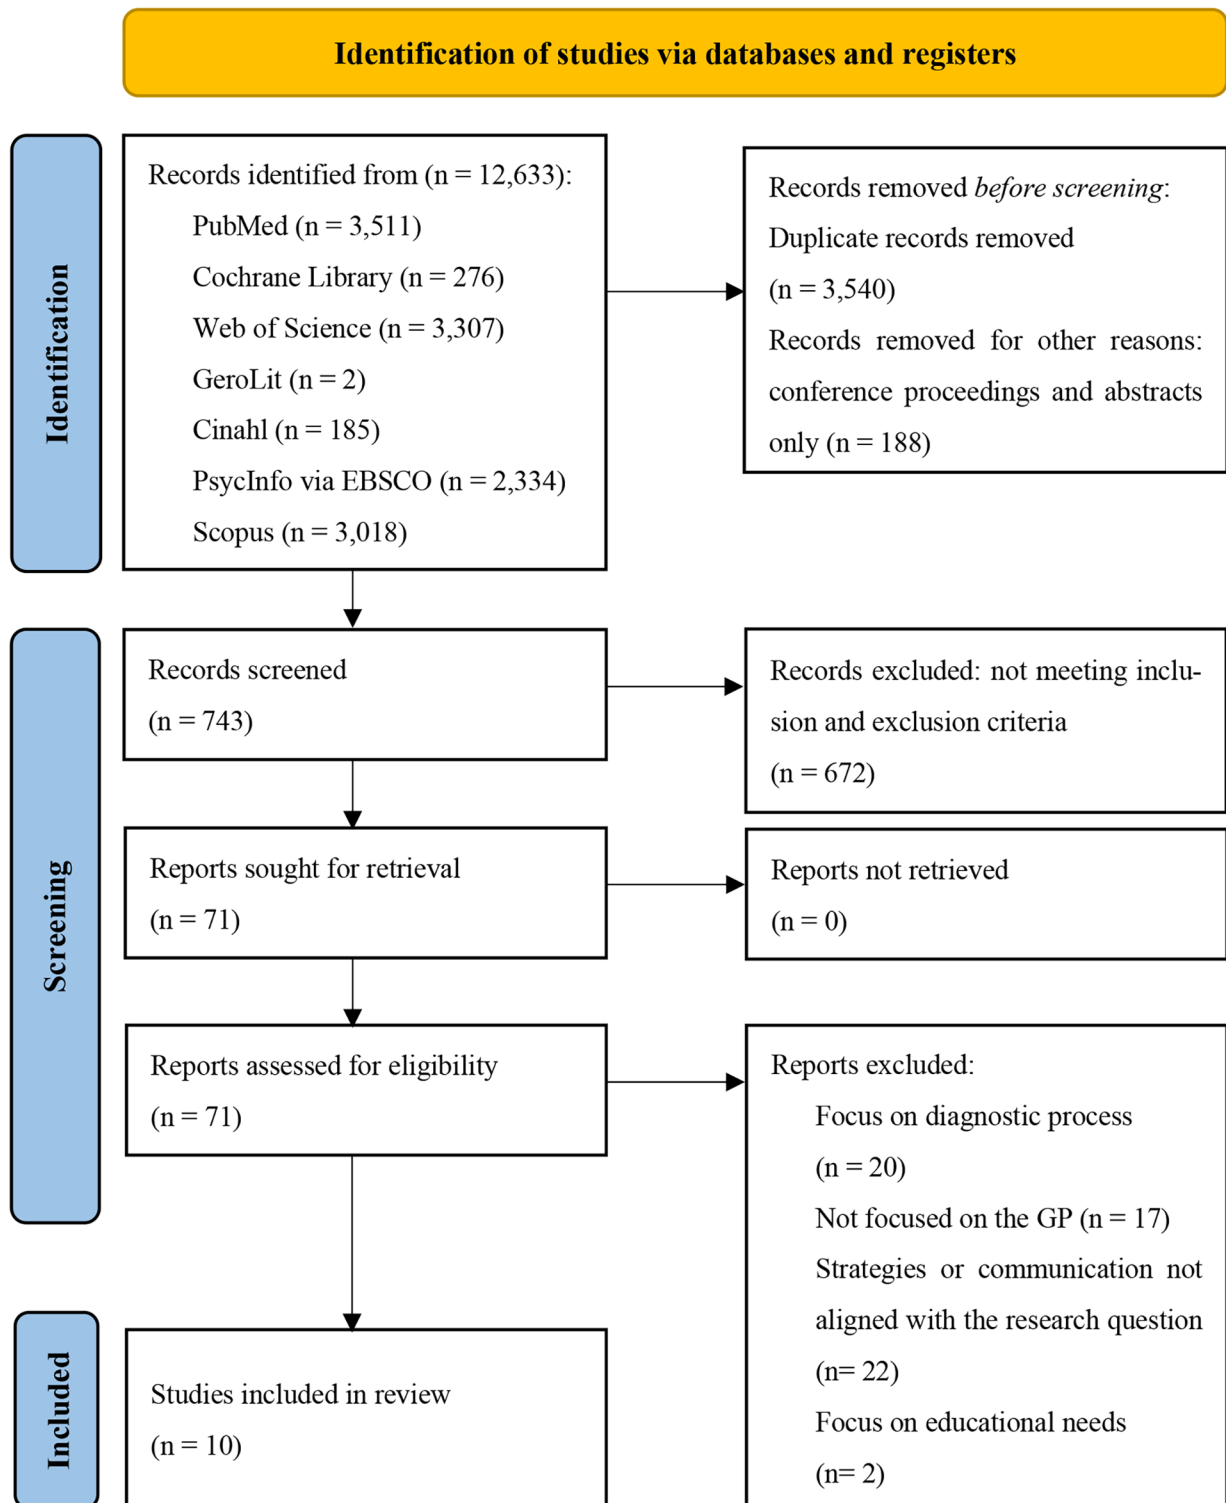 Identification of studies via databases and registers
Identification
Records identified from (n = 12,633):
PubMed (n = 3,511)
Cochrane Library (n = 276)
Web of Science (n = 3,307)
GeroLit (n = 2)
Cinahl (n = 185)
PsycInfo via EBSCO (n = 2,334)
Scopus (n = 3,018)
Records removed before screening:
Duplicate records removed
(n = 3,540)
Records removed for other reasons:
conference proceedings and abstracts
only (n = 188)
Screening
Records screened
(n = 743)
Records excluded: not meeting inclu-
sion and exclusion criteria
(n = 672)
Reports sought for retrieval
(n = 71)
Reports not retrieved
(n = 0)
Reports assessed for eligibility
(n = 71)
Reports excluded:
Focus on diagnostic process
(n = 20)
Not focused on the GP (n = 17)
Strategies or communication not
aligned with the research question
(n= 22)
Focus on educational needs
(n= 2)
Included
Studies included in review
(n = 10)